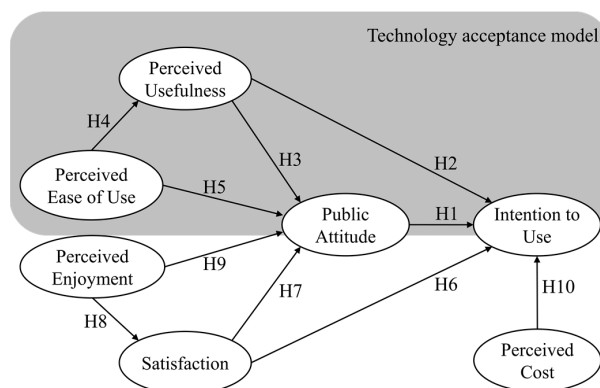 Technology acceptance model
Perceived
Usefulness
H4
H3
H2
Perceived
Ease of Use
H5
Public
Attitude
H1
Intention to
Use
Perceived
Enjoyment
H9
H8
H7
H6
H10
Satisfaction
Perceived
Cost